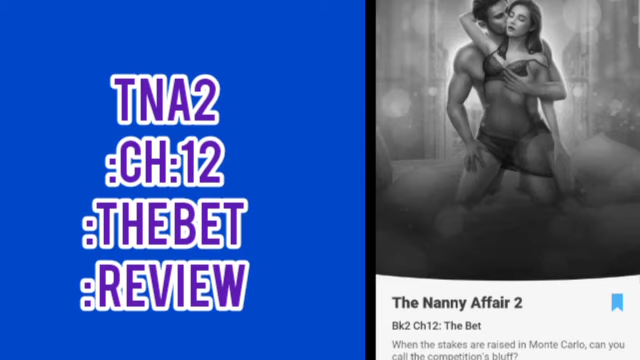 TNA2
:CH:12
:THEBET
:REVIEW
The Nanny Affair 2
Bk2 Ch12: The Bet
When the stakes are raised in Monte Carlo, can you
call the competition's bluff?